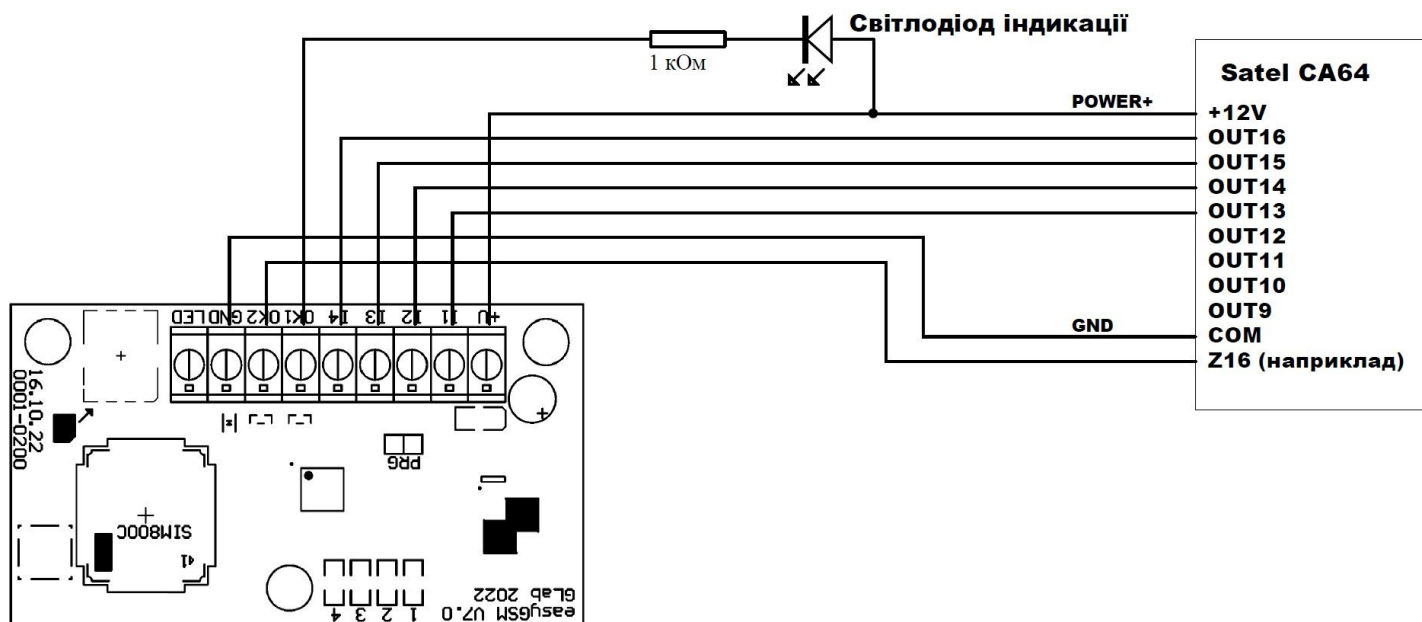 Світлодіод індикації
1 кОм
Satel CA64
POWER+
+12V
OUT16
OUT15
OUT14
OUT13
OUT12
OUT11
OUT10
OUT9
GND
COM
Z16 (наприклад)
LED GND OK2 OK1 I4 I3 I2 I1 +U
16.10.22
0001-0200
PRG
SIM800C
41
4 3 2 1
easyGSM V7.0
GLab 2022